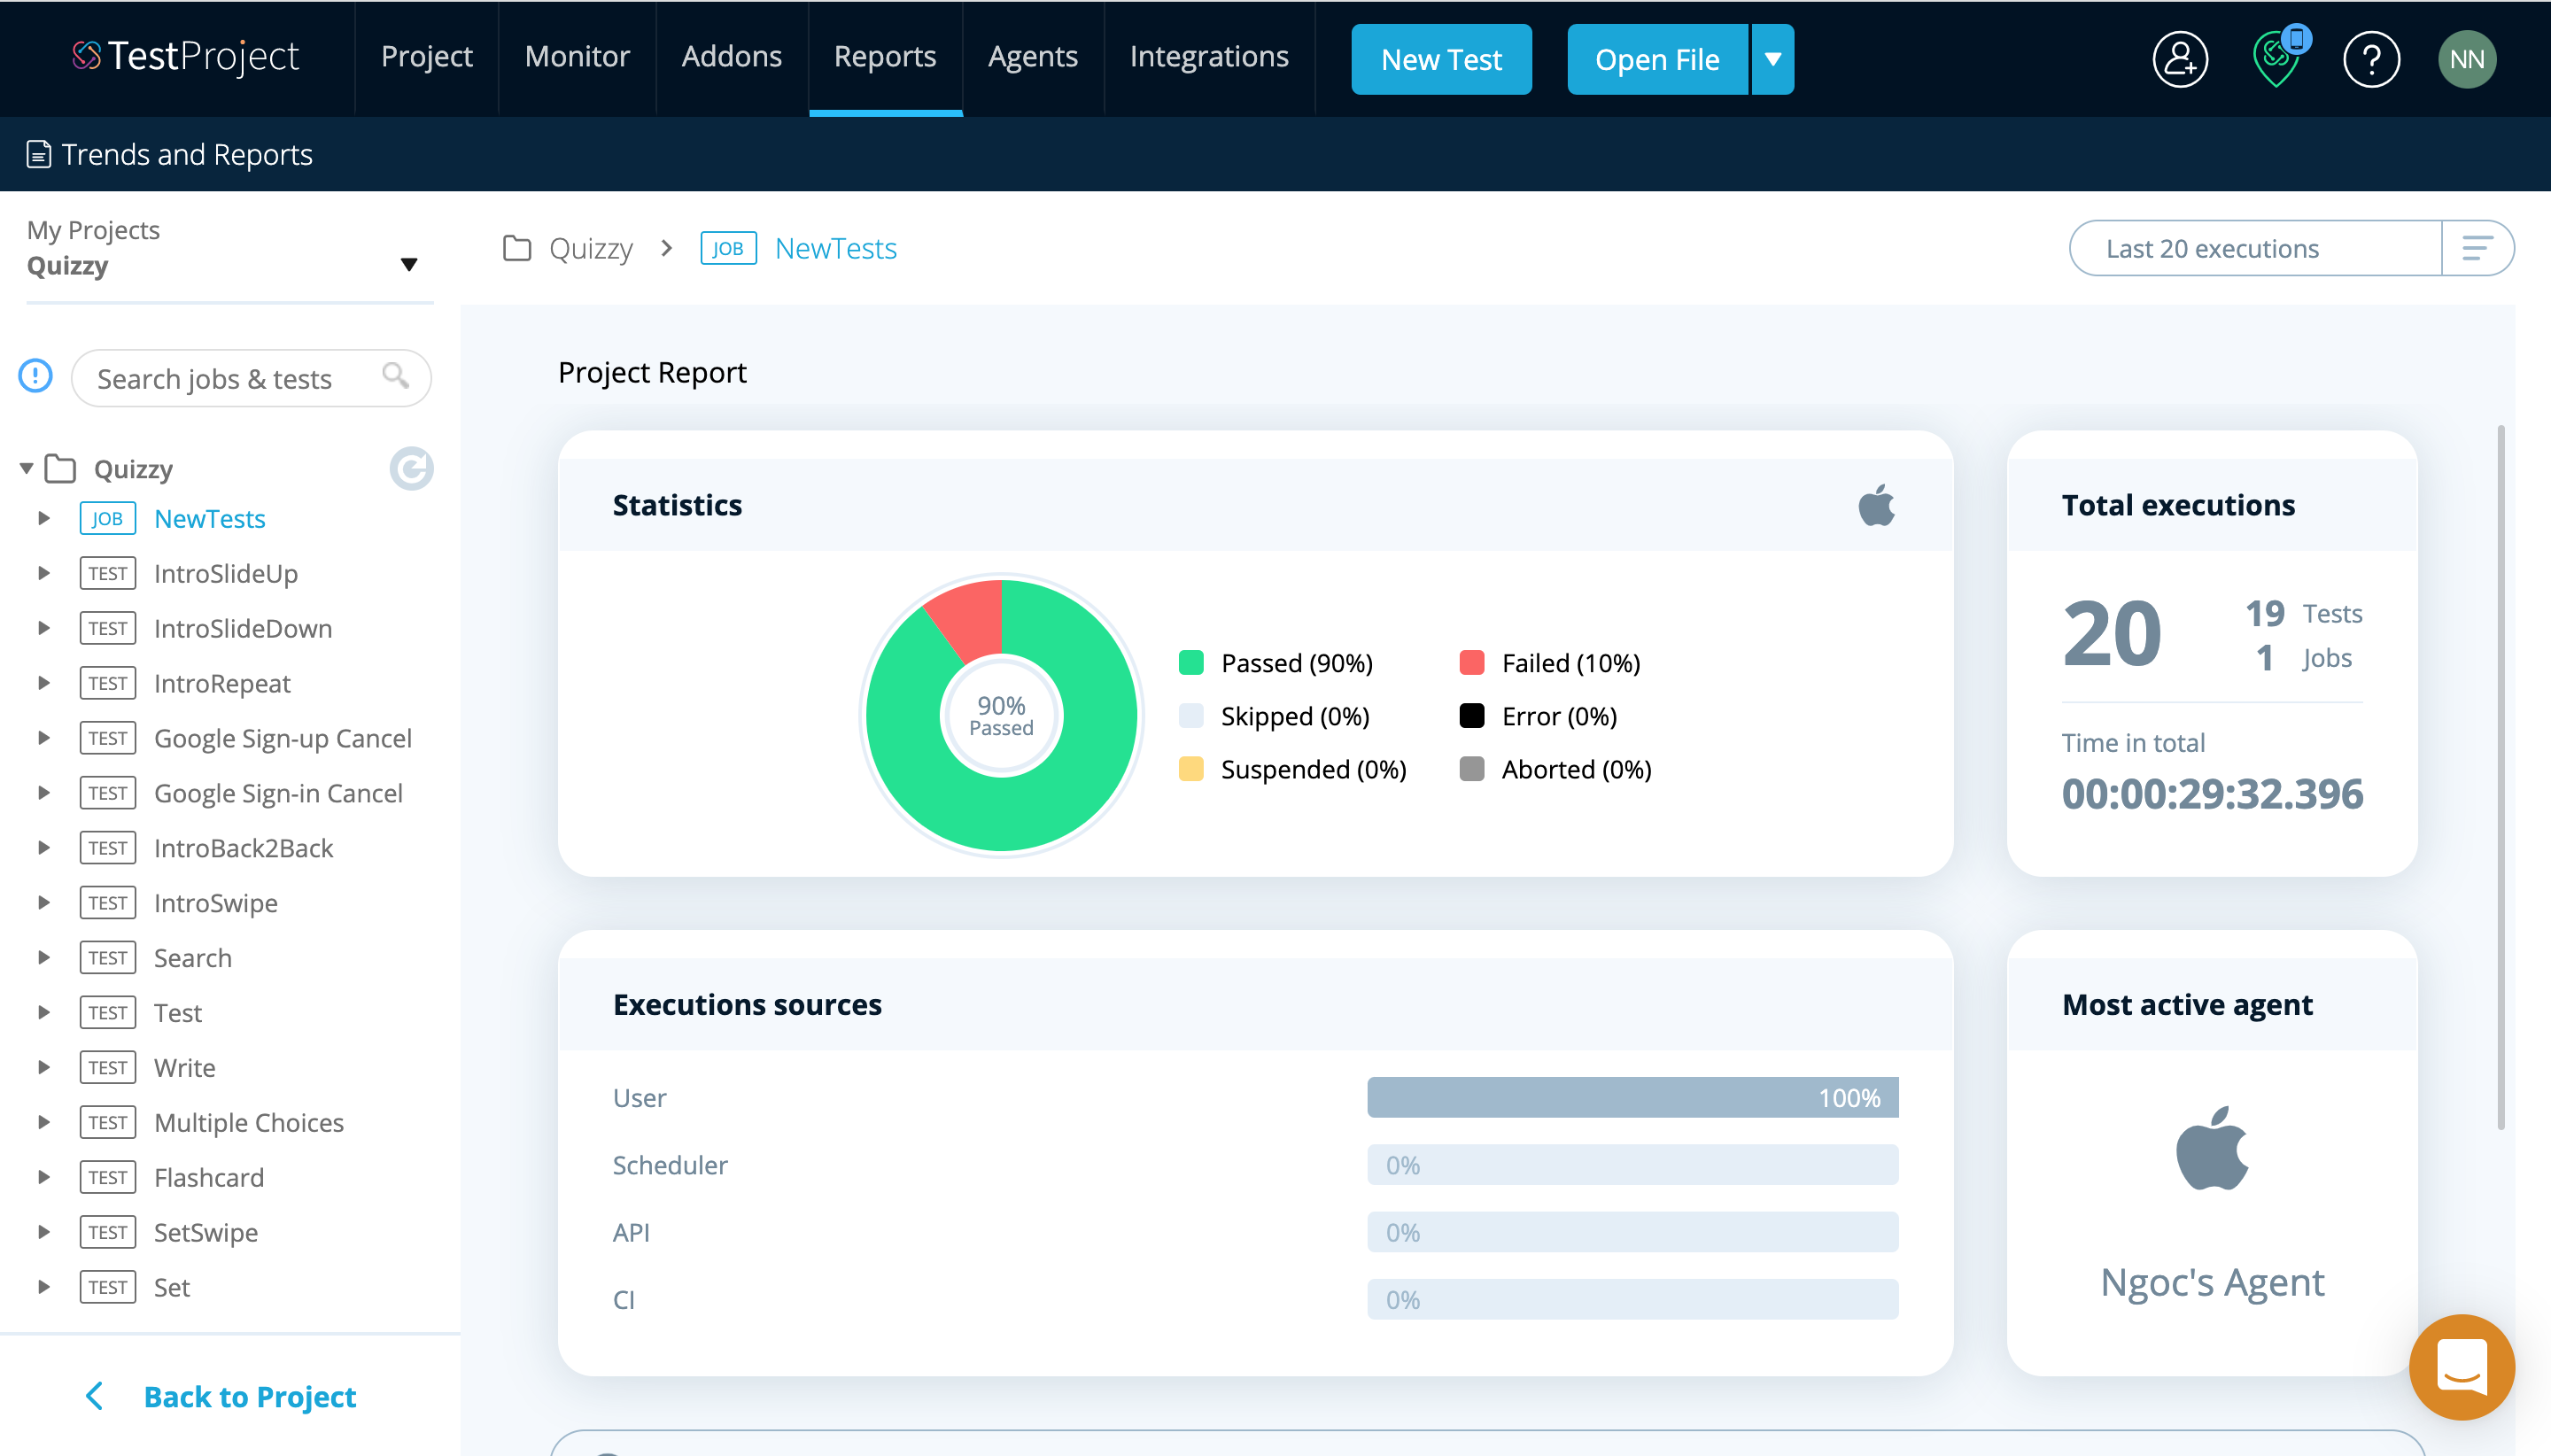 TestProject
Project
Monitor
Addons
Reports
Agents
Integrations
New Test
Open File
?
NN
Trends and Reports
My Projects
Quizzy
Quizzy > JOB NewTests
Last 20 executions
Search jobs & tests
Quizzy
JOB NewTests
TEST IntroSlideUp
TEST IntroSlideDown
TEST IntroRepeat
TEST Google Sign-up Cancel
TEST Google Sign-in Cancel
TEST IntroBack2Back
TEST IntroSwipe
TEST Search
TEST Test
TEST Write
TEST Multiple Choices
TEST Flashcard
TEST SetSwipe
TEST Set
Back to Project
Project Report
Statistics
90%
Passed
Passed (90%)
Failed (10%)
Skipped (0%)
Error (0%)
Suspended (0%)
Aborted (0%)
Total executions
20
19 Tests
1 Jobs
Time in total
00:00:29:32.396
Executions sources
User 100%
Scheduler 0%
API 0%
CI 0%
Most active agent
Ngoc's Agent